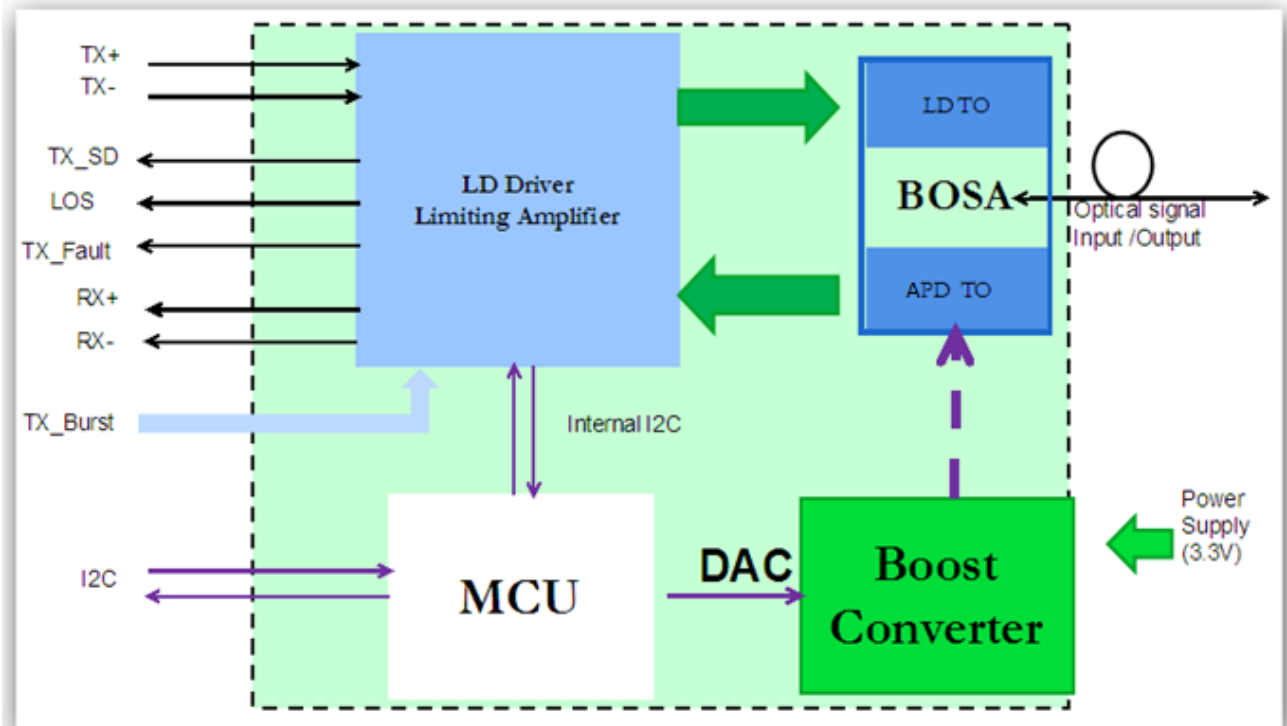 TX+
TX-
TX_SD
LOS
TX_Fault
RX+
RX-
TX_Burst
I2C
LD Driver
Limiting Amplifier
Internal I2C
MCU
DAC
LD TO
BOSA
APD TO
Optical signal
Input /Output
Boost
Converter
Power
Supply
(3.3V)